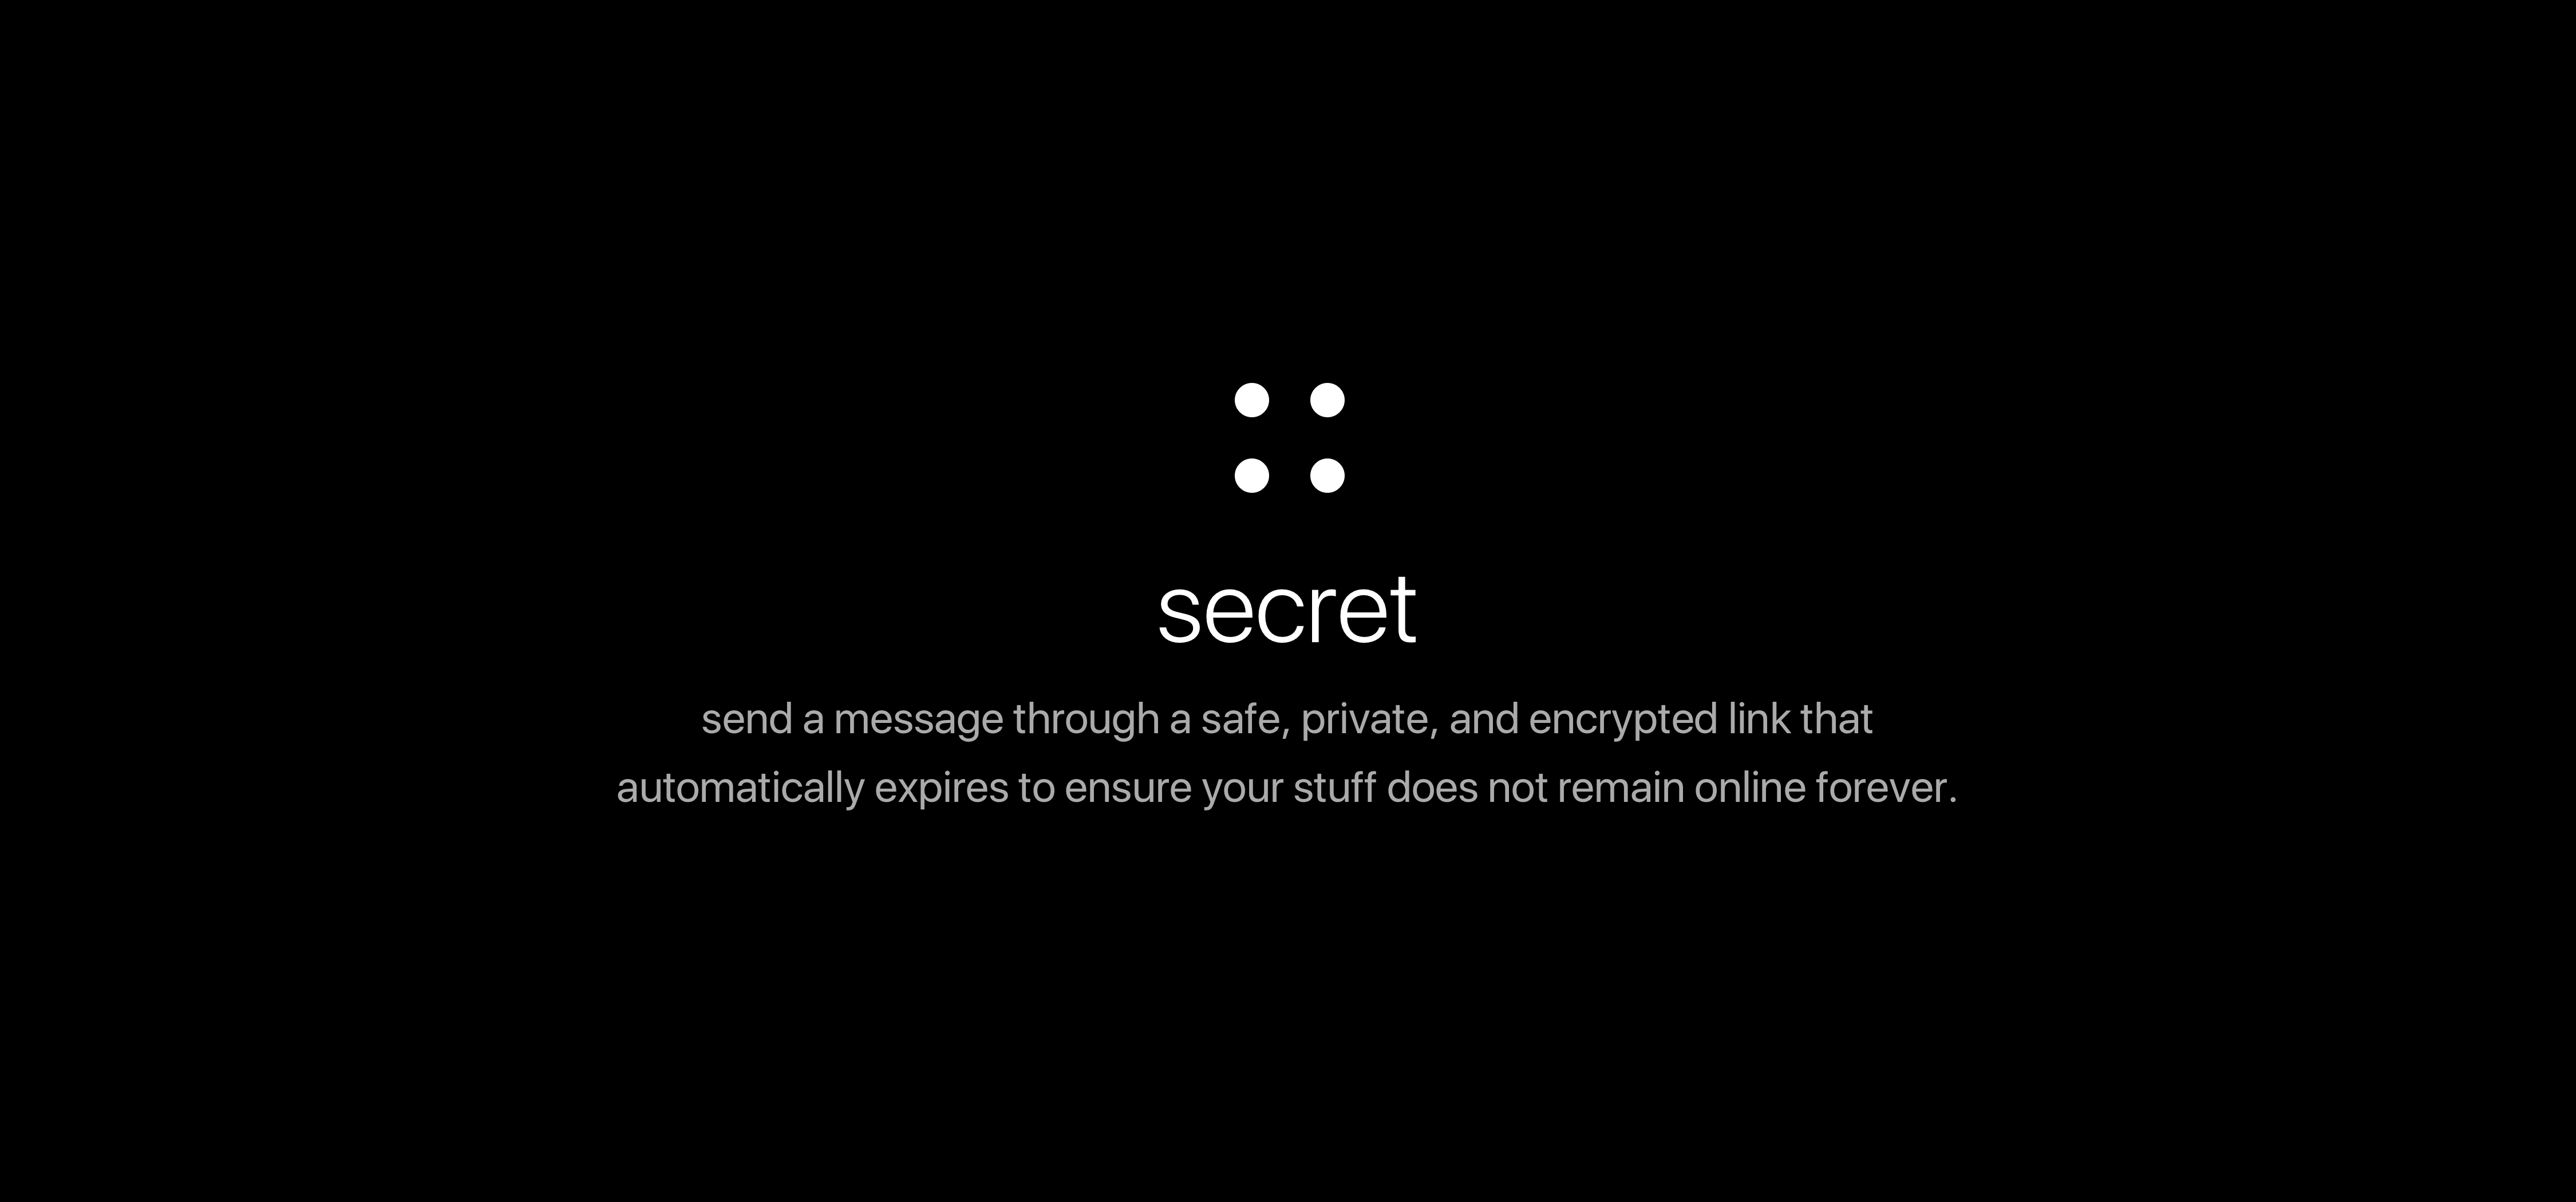 secret
send a message through a safe, private, and encrypted link that
automatically expires to ensure your stuff does not remain online forever.